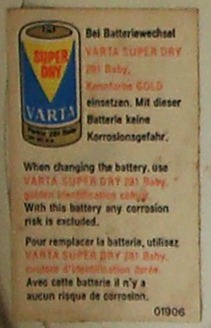 SUPER
DRY
VARTA
Bei Batteriewechsel
VARTA SUPER DRY
281 Baby,
Kennfarbe GOLD
einsetzen. Mit dieser
Batterie keine
Korrosionsgefahr.
When changing the battery, use
VARTA SUPER DRY 281 Baby,
golden identification colour.
With this battery any corrosion
risk is excluded.
Pour remplacer la batterie, utilisez
VARTA SUPER DRY 281 Baby,
couleur d'identification dorée.
Avec cette batterie il n'y a
aucun risque de corrosion.
01906